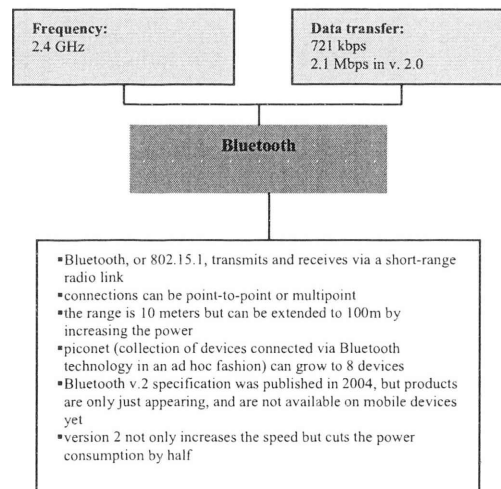 Frequency:
2.4 GHz
Data transfer:
721 kbps
2.1 Mbps in v. 2.0
Bluetooth
▪Bluetooth, or 802.15.1, transmits and receives via a short-range
radio link
▪connections can be point-to-point or multipoint
▪the range is 10 meters but can be extended to 100m by
increasing the power
▪piconet (collection of devices connected via Bluetooth
technology in an ad hoc fashion) can grow to 8 devices
▪Bluetooth v.2 specification was published in 2004, but products
are only just appearing, and are not available on mobile devices
yet
▪version 2 not only increases the speed but cuts the power
consumption by half